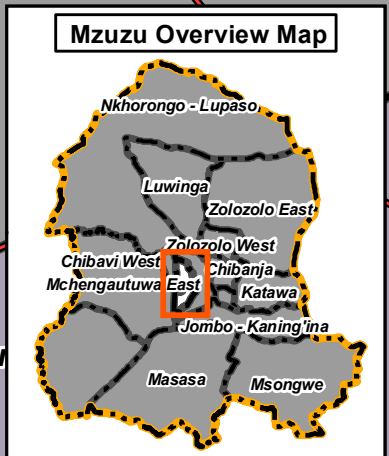 Mzuzu Overview Map
Nkhorongo - Lupaso
Luwinga
Zolozolo East
Zolozolo West
Chibavi West
Chibanja
Mchengautuwa East
Katawa
Jombo - Kaning'ina
Masasa
Msongwe